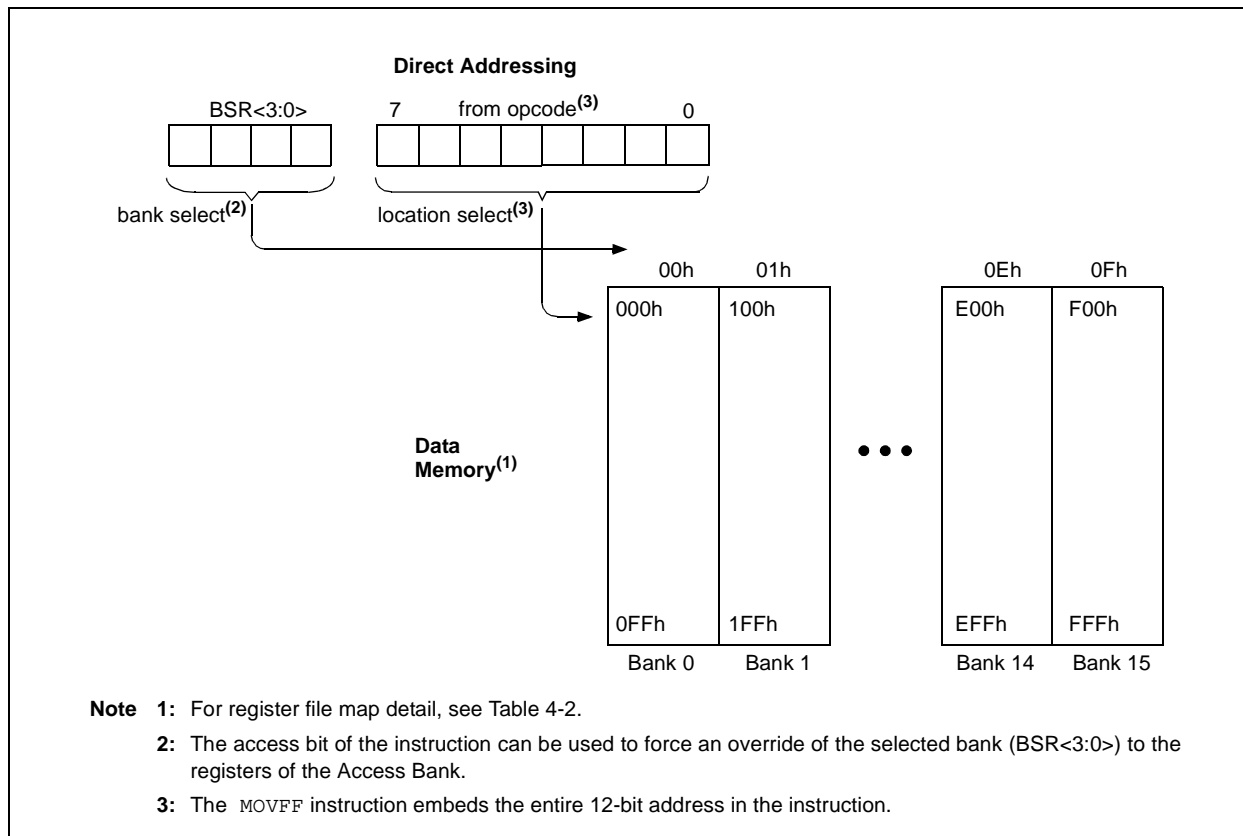 Direct Addressing
BSR<3:0>
7 from opcode(3) 0
bank select(2)
location select(3)
00h 01h 0Eh 0Fh
000h 100h E00h F00h
Data
Memory(1)
0FFh 1FFh EFFh FFFh
Bank 0 Bank 1 Bank 14 Bank 15
Note 1: For register file map detail, see Table 4-2.
2: The access bit of the instruction can be used to force an override of the selected bank (BSR<3:0>) to the
registers of the Access Bank.
3: The MOVFF instruction embeds the entire 12-bit address in the instruction.